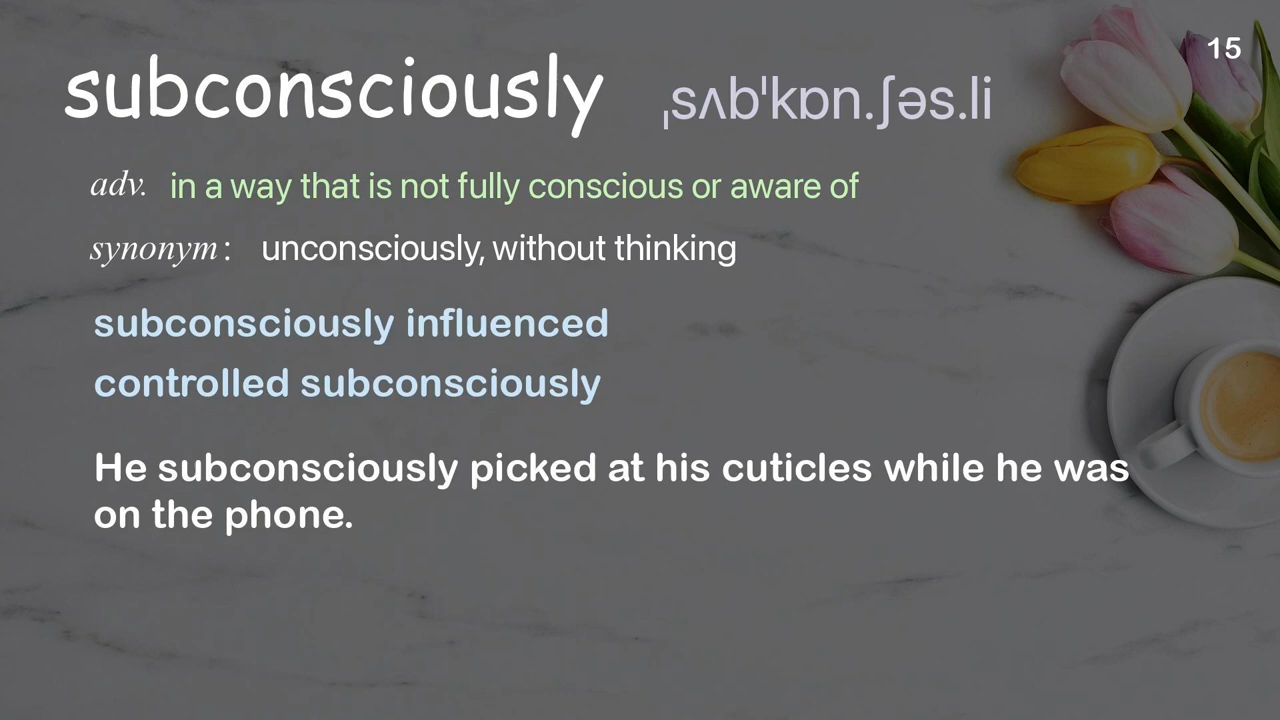 15
subconsciously ˌsʌbˈkɒn.ʃəs.li
adv. in a way that is not fully conscious or aware of
synonym: unconsciously, without thinking
subconsciously influenced
controlled subconsciously
He subconsciously picked at his cuticles while he was
on the phone.